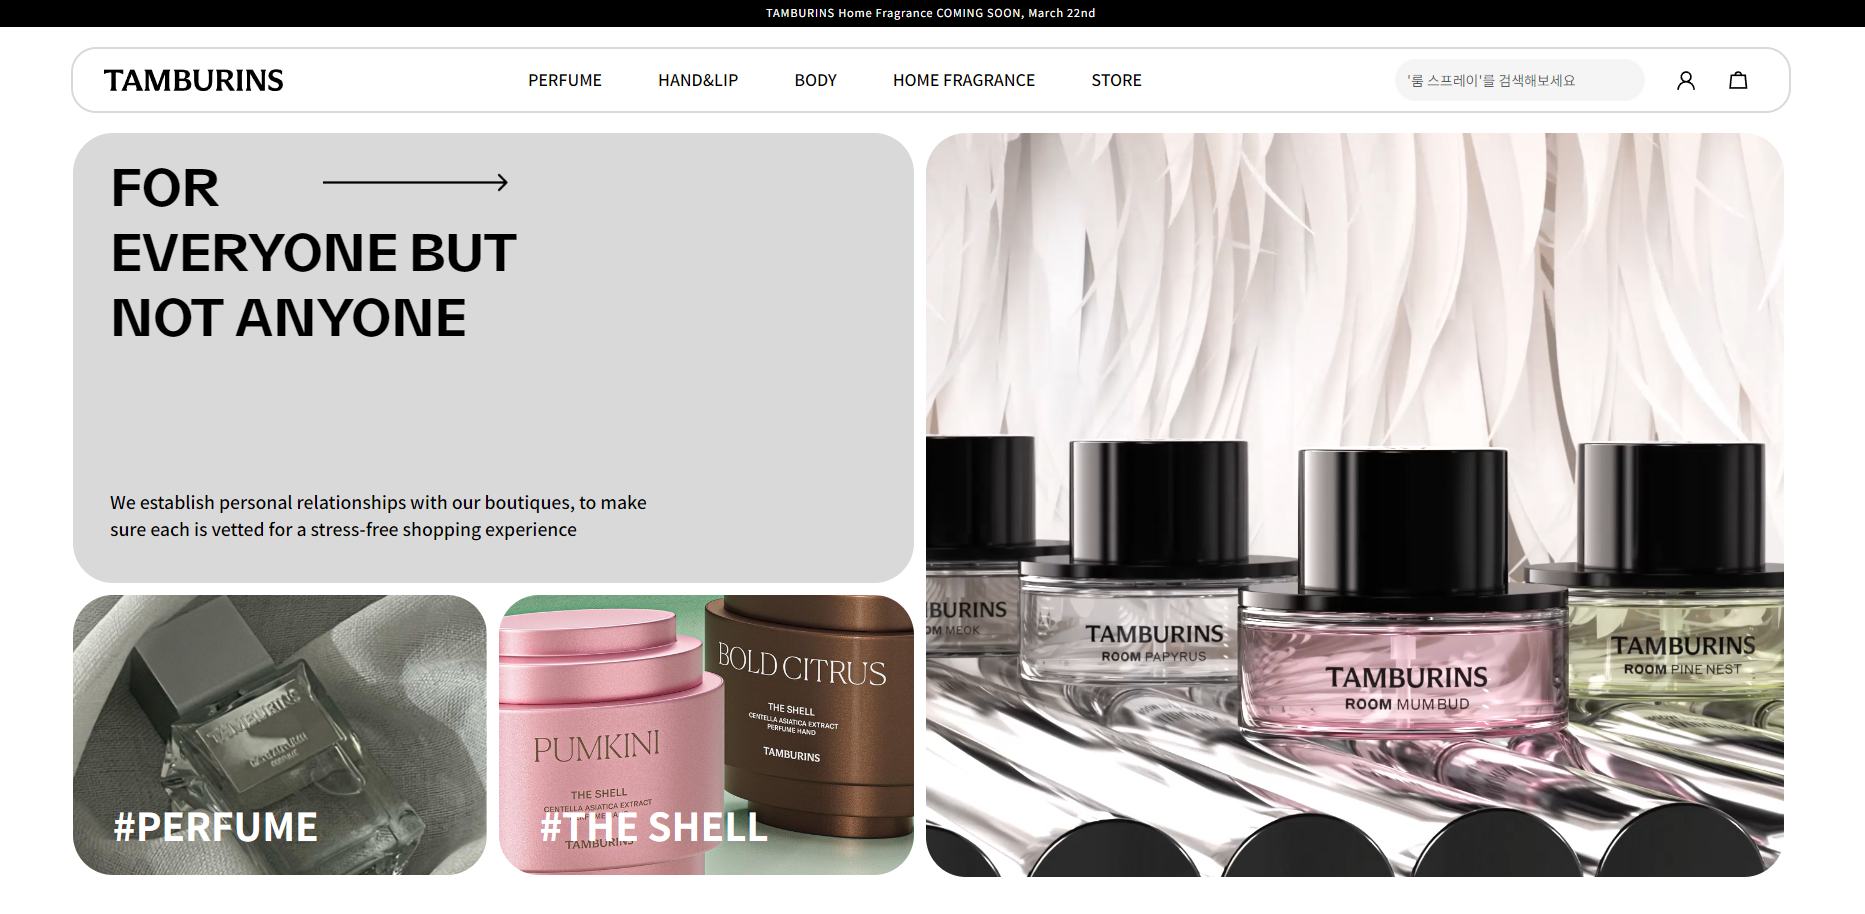 TAMBURINS Home Fragrance COMING SOON, March 22nd
TAMBURINS
PERFUME
HAND&LIP
BODY
HOME FRAGRANCE
STORE
'룸 스프레이'를 검색해보세요
FOR
EVERYONE BUT
NOT ANYONE
We establish personal relationships with our boutiques, to make
sure each is vetted for a stress-free shopping experience
TAMBURINS
PERFUME
#PERFUME
PUMKINI
THE SHELL
CENTELLA ASIATICA EXTRACT
TAMBURINS
BOLD CITRUS
THE SHELL
CENTELLA ASIATICA EXTRACT
PERFUME HAND
TAMBURINS
#THE SHELL
BURINS
OM MEOK
TAMBURINS
ROOM PAPYRUS
TAMBURINS
ROOM MUMBUD
TAMBURINS
ROOM PINE NEST